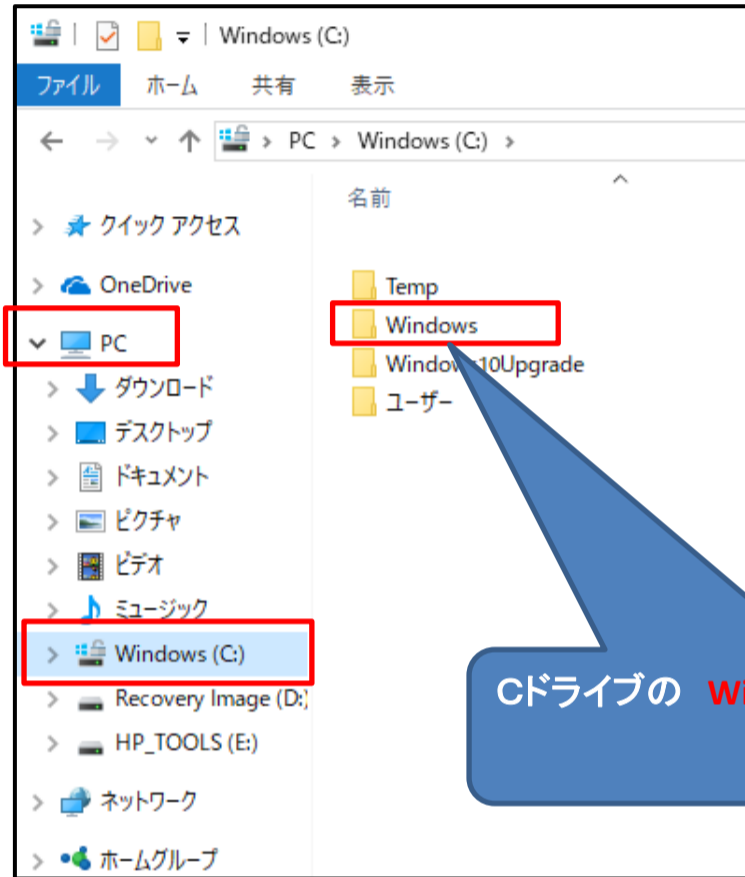 Windows (C:)
ファイル ホーム 共有 表示
PC > Windows (C:) >
名前
クイック アクセス
OneDrive
PC
ダウンロード
デスクトップ
ドキュメント
ピクチャ
ビデオ
ミュージック
Windows (C:)
Recovery Image (D:)
HP_TOOLS (E:)
ネットワーク
ホームグループ
Temp
Windows
Windows10Upgrade
ユーザー
Cドライブの